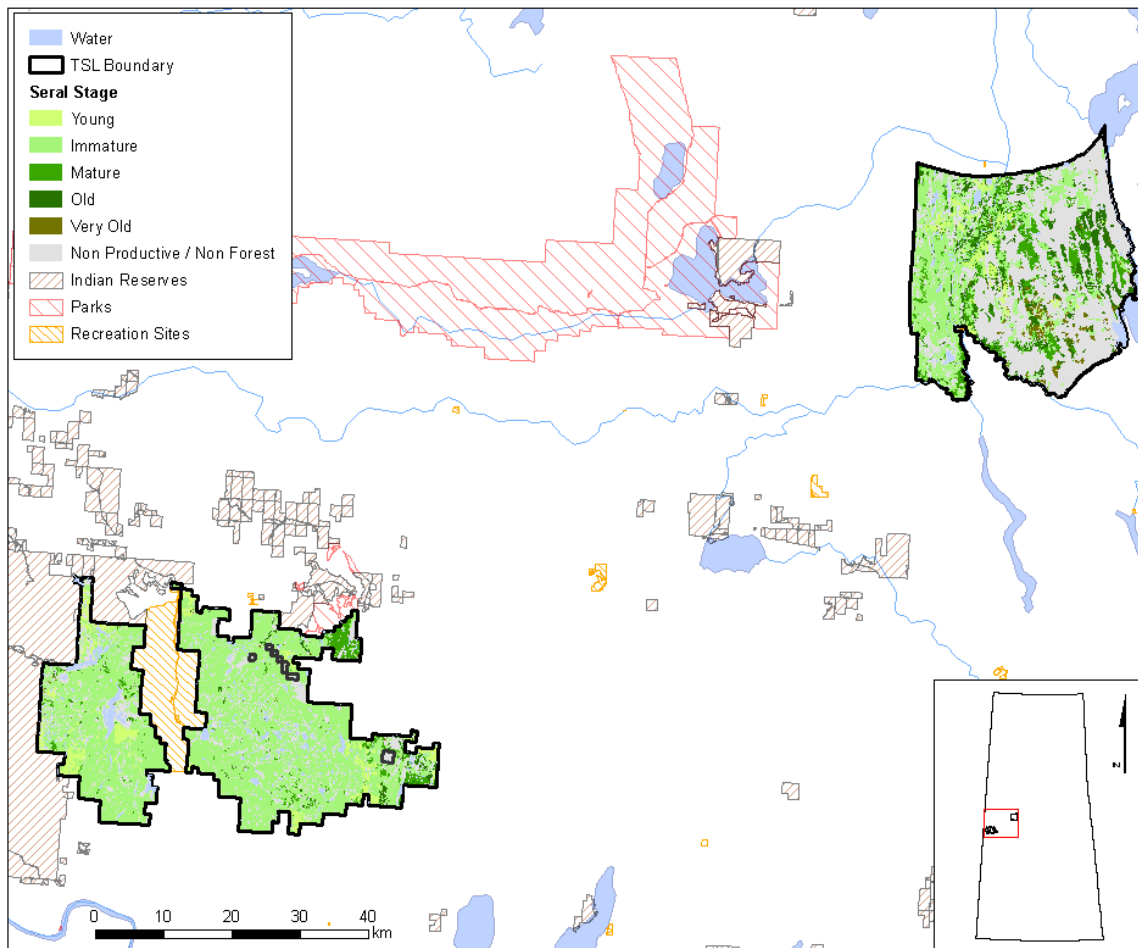 Water
TSL Boundary
Seral Stage
Young
Immature
Mature
Old
Very Old
Non Productive / Non Forest
Indian Reserves
Parks
Recreation Sites
N
0 10 20 30 40
km